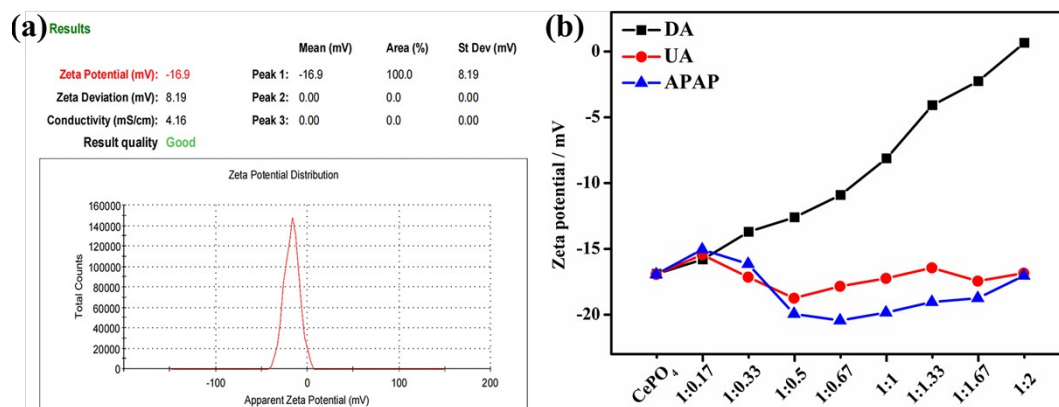 (a) Results
Mean (mV) Area (%) St Dev (mV)
Zeta Potential (mV): -16.9 Peak 1: -16.9 100.0 8.19
Zeta Deviation (mV): 8.19 Peak 2: 0.00 0.0 0.00
Conductivity (mS/cm): 4.16 Peak 3: 0.00 0.0 0.00
Result quality Good
Zeta Potential Distribution
Total Counts
160000
140000
120000
100000
80000
60000
40000
20000
0
-100 0 100 200
Apparent Zeta Potential (mV)
(b)
DA
UA
APAP
Zeta potential / mV
0
-5
-10
-15
-20
CePO4 1:0.17 1:0.33 1:0.5 1:0.67 1:1 1:1.33 1:1.67 1:2